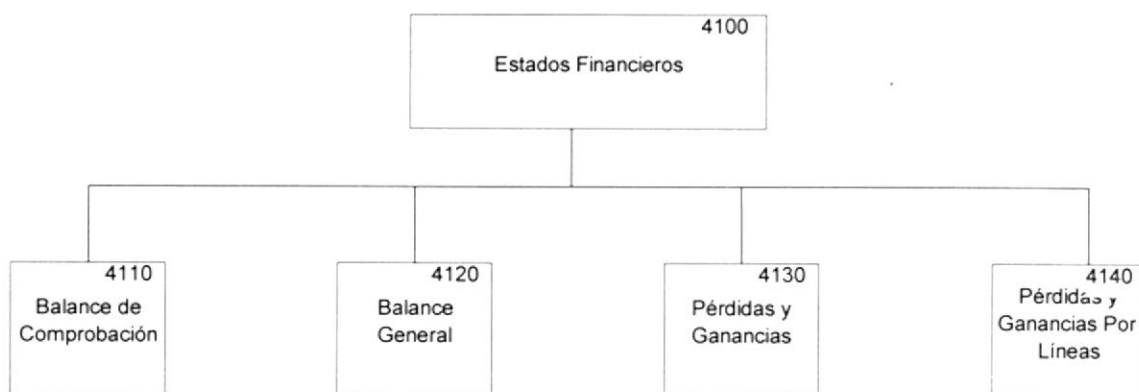 4100
Estados Financieros
4110
Balance de
Comprobación
4120
Balance
General
4130
Pérdidas y
Ganancias
4140
Pérdidas y
Ganancias Por
Líneas